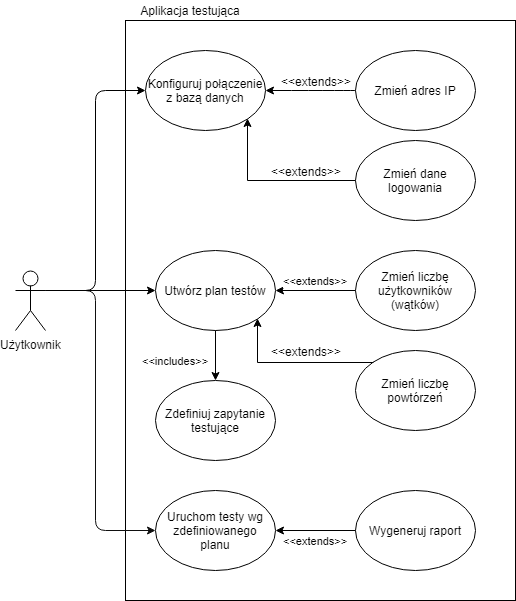 Aplikacja testująca
Konfiguruj połączenie
z bazą danych
<<extends>>
Zmień adres IP
<<extends>>
Zmień dane
logowania
Użytkownik
Utwórz plan testów
<<extends>>
Zmień liczbę
użytkowników
(wątków)
<<extends>>
Zmień liczbę
powtórzeń
<<includes>>
Zdefiniuj zapytanie
testujące
Uruchom testy wg
zdefiniowanego
planu
<<extends>>
Wygeneruj raport